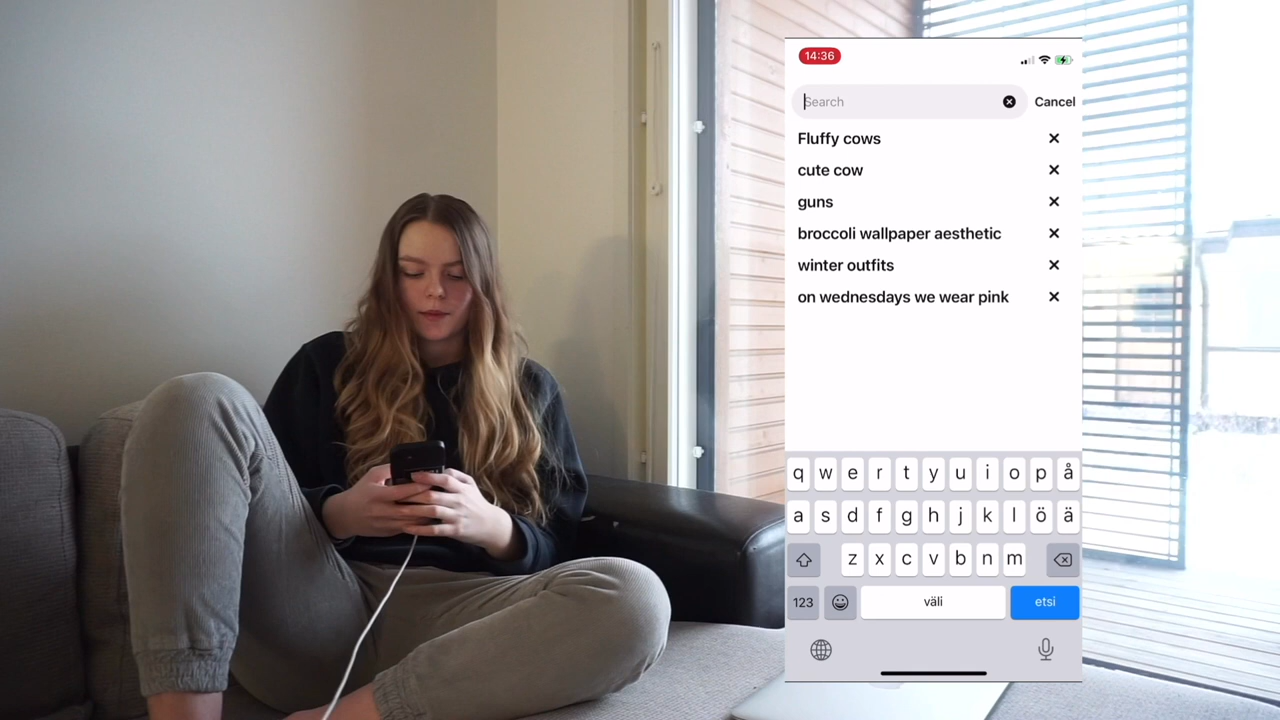 14:36
Search
Cancel
Fluffy cows
cute cow
guns
broccoli wallpaper aesthetic
winter outfits
on wednesdays we wear pink
q w e r t y u i o p å
a s d f g h j k l ö ä
z x c v b n m
123
väli
etsi